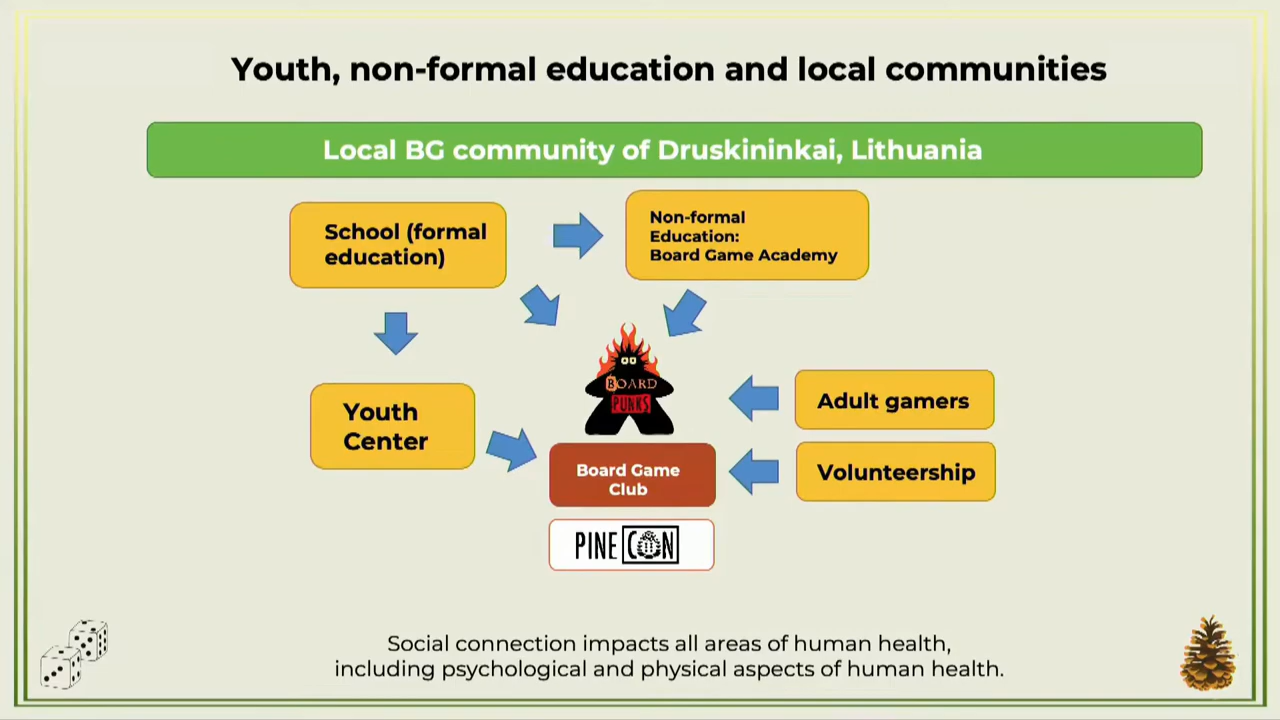 Youth, non-formal education and local communities
Local BG community of Druskininkai, Lithuania
School (formal
education)
Non-formal
Education:
Board Game Academy
BOARD
PUNKS
Youth
Center
Adult gamers
Board Game
Club
Volunteership
PINE CON
Social connection impacts all areas of human health,
including psychological and physical aspects of human health.